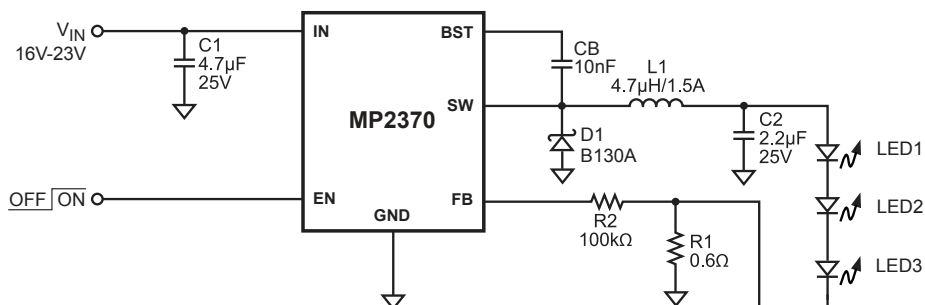 VIN
16V-23V
C1
4.7µF
25V
IN
BST
CB
10nF
L1
4.7µH/1.5A
SW
MP2370
D1
B130A
C2
2.2µF
25V
LED1
LED2
LED3
OFF ON
EN
FB
GND
R2
100kΩ
R1
0.6Ω